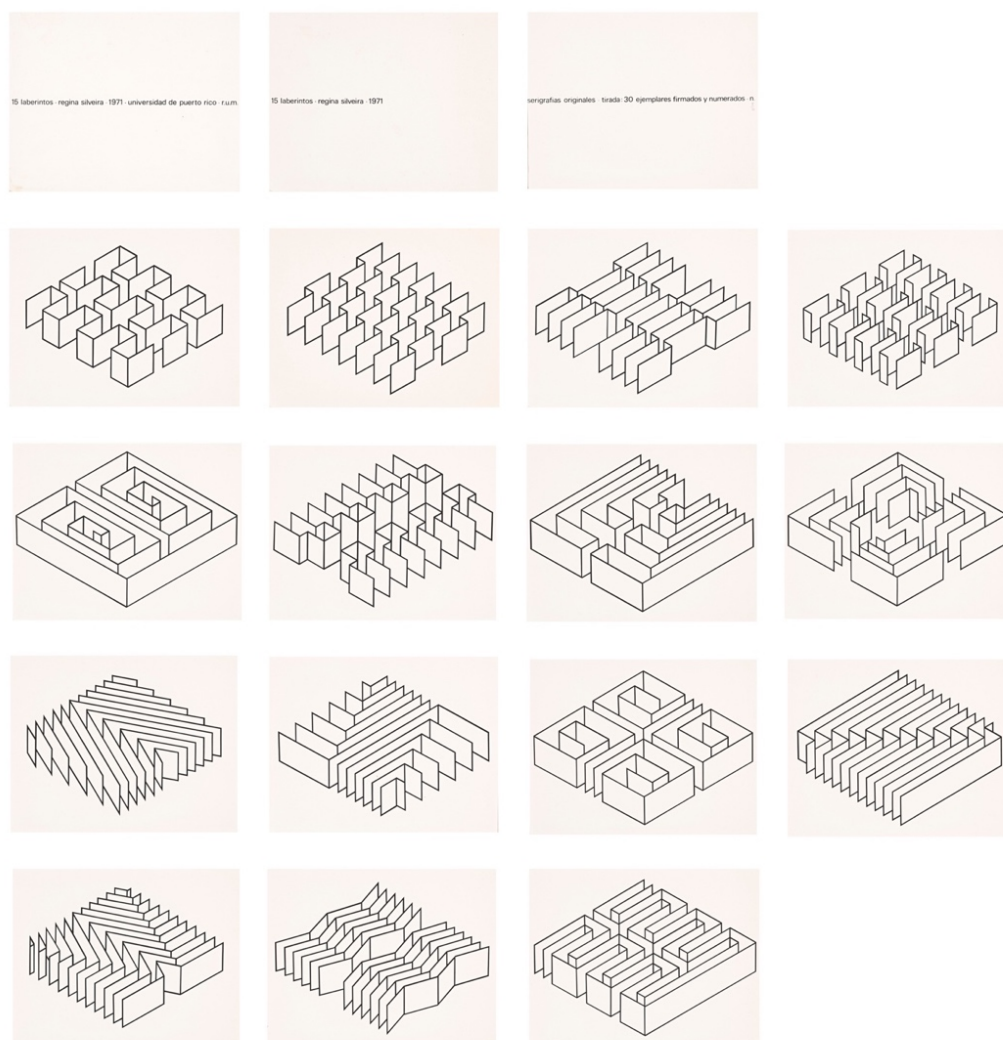 15 laberintos · regina silveira · 1971 · universidad de puerto rico · r.u.m.
15 laberintos · regina silveira · 1971
serigrafías originales · tirada: 30 ejemplares firmados y numerados · n